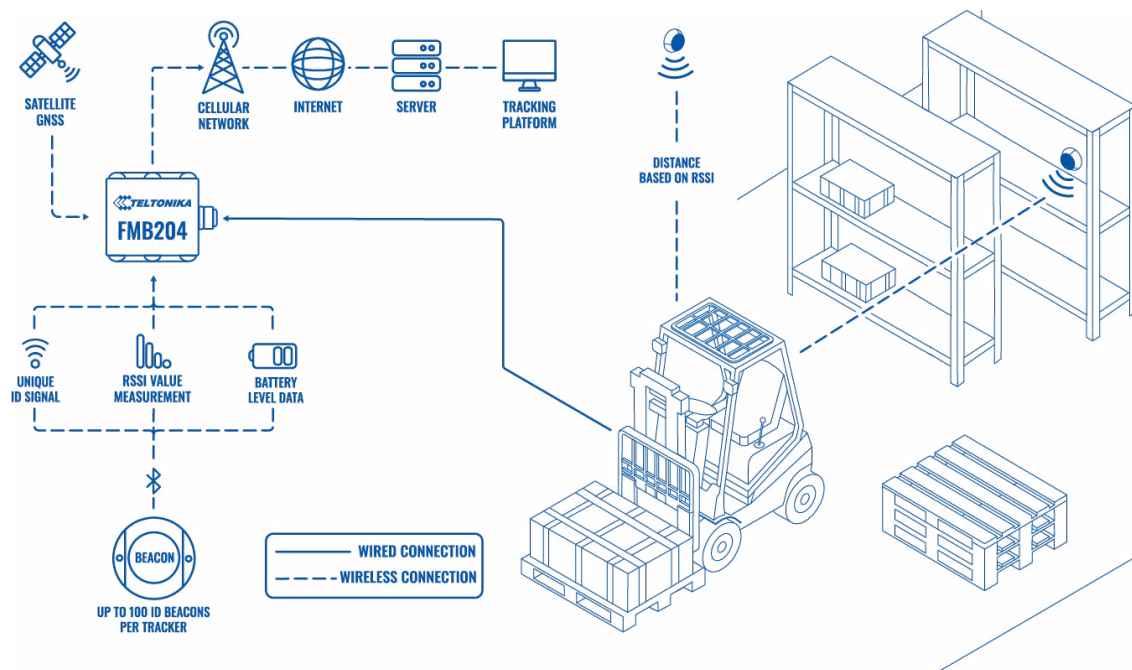 SATELLITE
GNSS
CELLULAR
NETWORK
INTERNET
SERVER
TRACKING
PLATFORM
DISTANCE
BASED ON RSSI
TELTONIKA
FMB204
UNIQUE
ID SIGNAL
RSSI VALUE
MEASUREMENT
BATTERY
LEVEL DATA
BEACON
UP TO 100 ID BEACONS
PER TRACKER
WIRED CONNECTION
WIRELESS CONNECTION